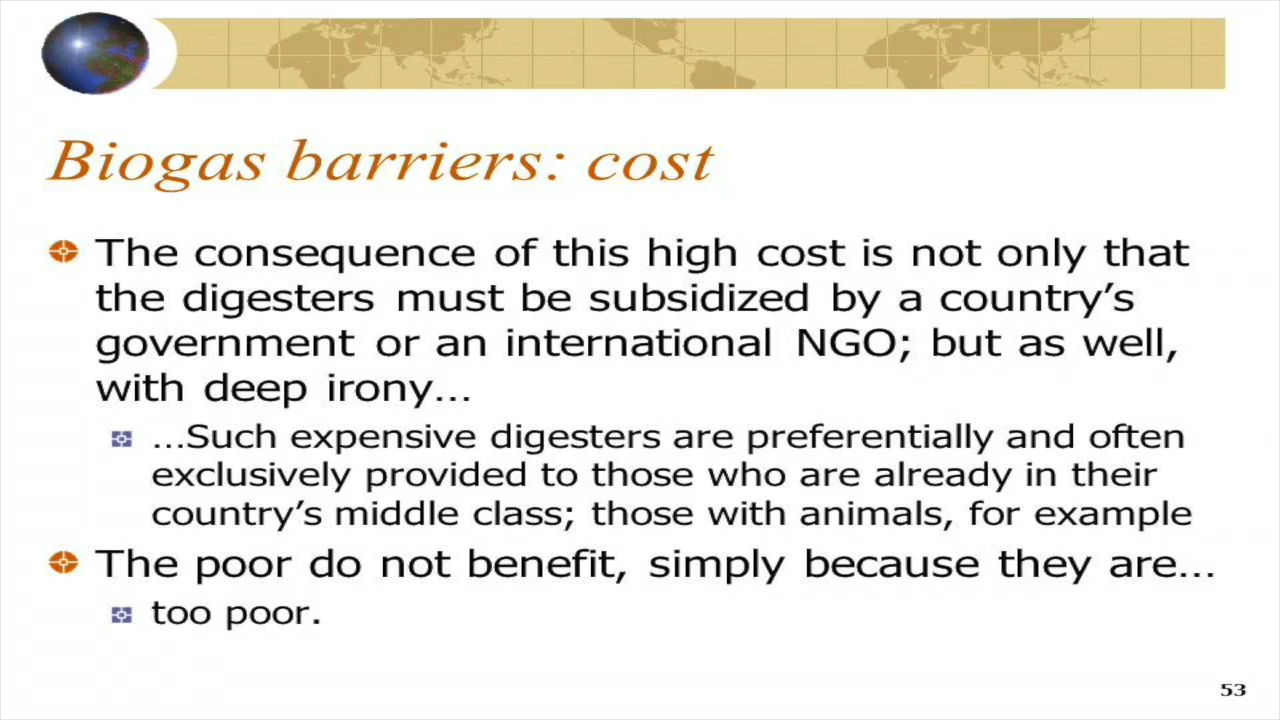 Biogas barriers: cost
The consequence of this high cost is not only that
the digesters must be subsidized by a country’s
government or an international NGO; but as well,
with deep irony…
…Such expensive digesters are preferentially and often
exclusively provided to those who are already in their
country’s middle class; those with animals, for example
The poor do not benefit, simply because they are…
too poor.
53